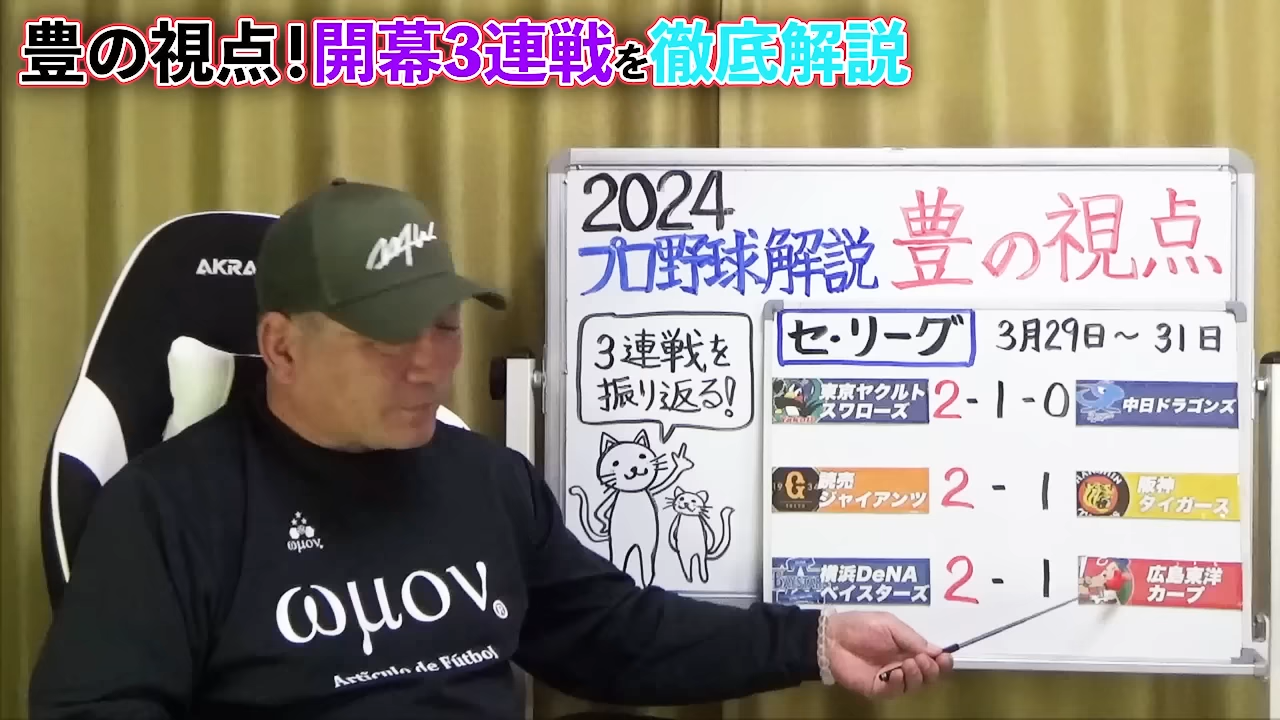 豊の視点!開幕3連戦を徹底解説
2024
プロ野球解説 豊の視点
3連戦を
振り返る!
セ・リーグ 3月29日~31日
東京ヤクルト
スワローズ
2-1-0
中日ドラゴンズ
読売
ジャイアンツ
2-1
阪神
タイガース
横浜DeNA
ベイスターズ
2-1
広島東洋
カープ
AKRA
ωμον
ωμον®
Artículo de Fútbol